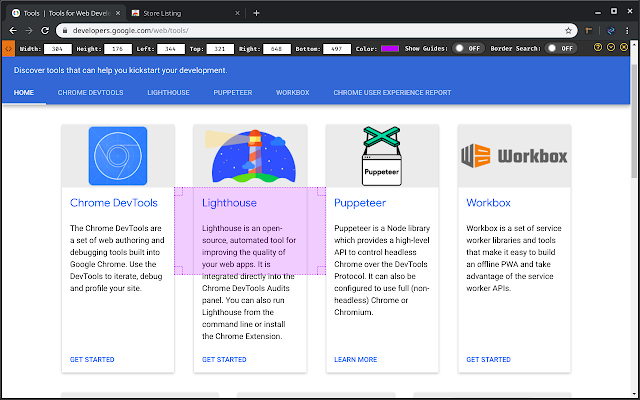 Tools | Tools for Web Develo
Store Listing
developers.google.com/web/tools/
Width: 304 Height: 176 Left: 344 Top: 321 Right: 648 Bottom: 497 Color: Show Guides: OFF Border Search: OFF
Discover tools that can help you kickstart your development.
HOME CHROME DEVTOOLS LIGHTHOUSE PUPPETEER WORKBOX CHROME USER EXPERIENCE REPORT
Puppeteer
Workbox
Chrome DevTools
The Chrome DevTools are
a set of web authoring and
debugging tools built into
Google Chrome. Use the
DevTools to iterate, debug
and profile your site.
GET STARTED
Lighthouse
Lighthouse is an open-
source, automated tool for
improving the quality of
your web apps. It is
integrated directly into the
Chrome DevTools Audits
panel. You can also run
Lighthouse from the
command line or install
the Chrome Extension.
GET STARTED
Puppeteer
Puppeteer is a Node library
which provides a high-level
API to control headless
Chrome over the DevTools
Protocol. It can also be
configured to use full (non-
headless) Chrome or
Chromium.
LEARN MORE
Workbox
Workbox is a set of service
worker libraries and tools
that make it easy to build
an offline PWA and take
advantage of the service
worker APIs.
GET STARTED